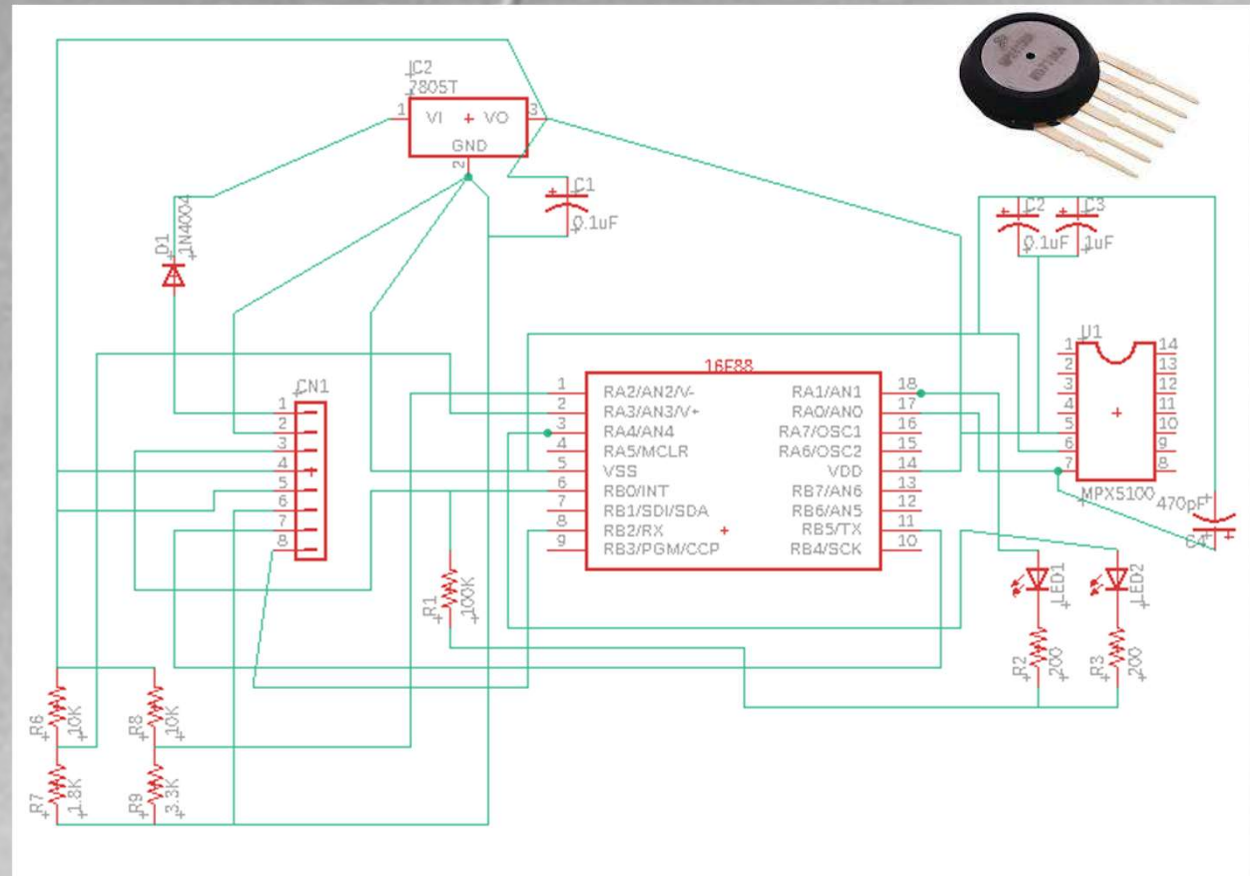 IC2
7805T
1 VI + VO 3
GND
2
C1
0.1uF
D1
1N4004
C2
0.1uF
C3
1uF
CN1
1
2
3
4
5
6
7
8
16F88
1 RA2/AN2/V-
2 RA3/AN3/V+
3 RA4/AN4
4 RA5/MCLR
5 VSS
6 RB0/INT
7 RB1/SDI/SDA
8 RB2/RX
9 RB3/PGM/CCP
RA1/AN1 18
RA0/AN0 17
RA7/OSC1 16
RA6/OSC2 15
VDD 14
RB7/AN6 13
RB6/AN5 12
RB5/TX 11
RB4/SCK 10
U1
1 14
2 13
3 12
4 11
5 10
6 9
7 8
MPX5100
470pF
C4
R1
100K
LED1
LED2
R2
200
R3
200
R6
10K
R8
10K
R7
1.8K
R9
3.3K